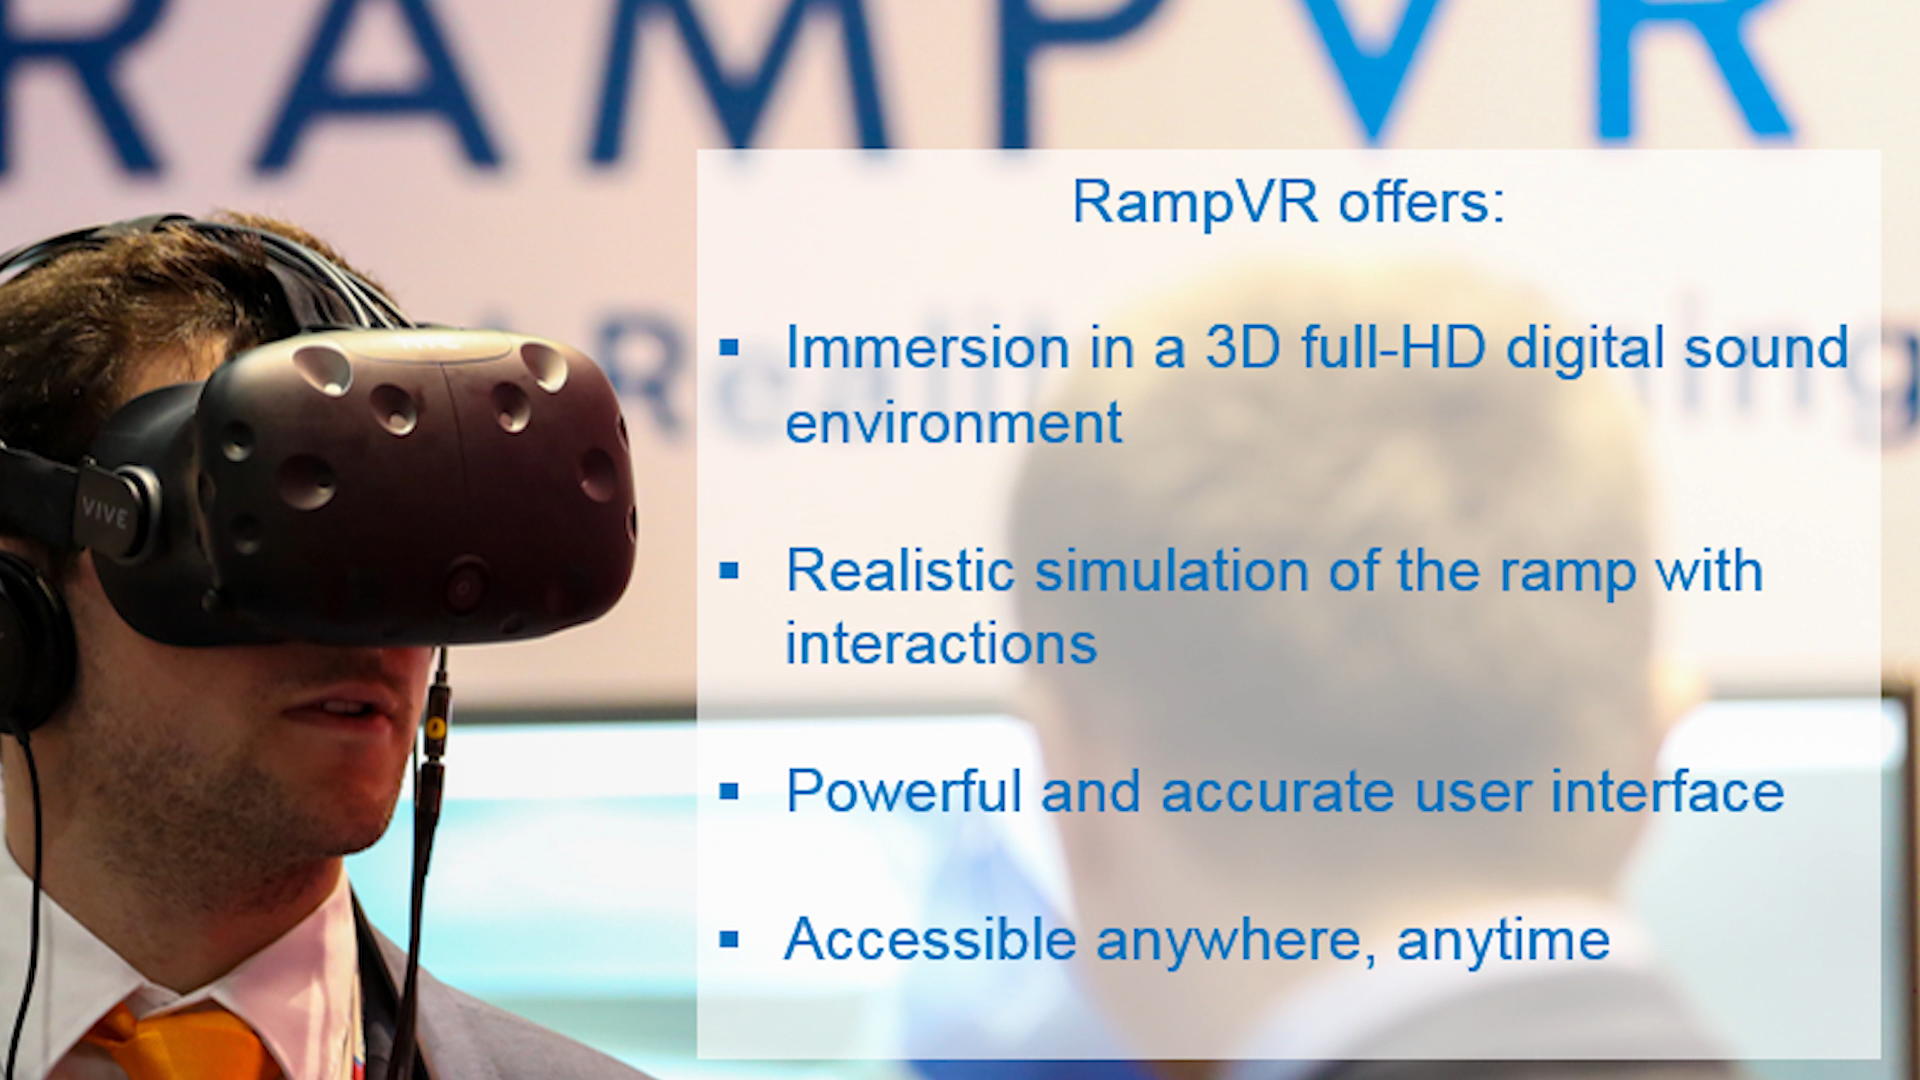 RAMPVR
RampVR offers:
▪ Immersion in a 3D full-HD digital sound
environment
▪ Realistic simulation of the ramp with
interactions
▪ Powerful and accurate user interface
▪ Accessible anywhere, anytime
VIVE